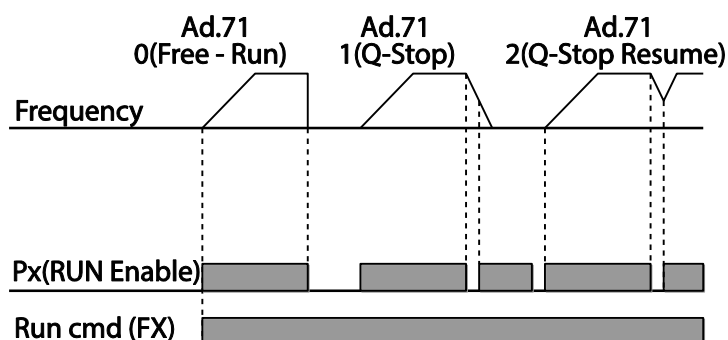 Ad.71
0(Free - Run)
Ad.71
1(Q-Stop)
Ad.71
2(Q-Stop Resume)
Frequency
Px(RUN Enable)
Run cmd (FX)